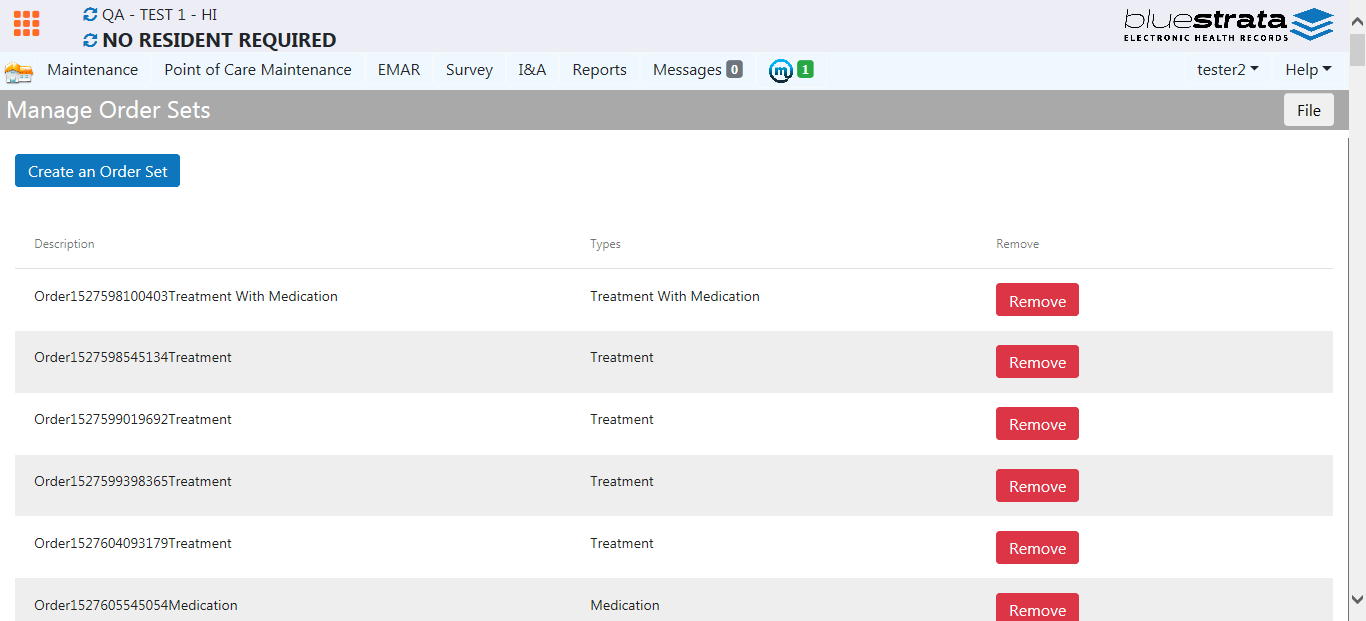 QA - TEST 1 - HI
NO RESIDENT REQUIRED
bluestrata
ELECTRONIC HEALTH RECORDS
Maintenance Point of Care Maintenance EMAR Survey I&A Reports Messages 0 m 1 tester2 Help
Manage Order Sets File
Create an Order Set
Description Types Remove
Order1527598100403Treatment With Medication Treatment With Medication Remove
Order1527598545134Treatment Treatment Remove
Order1527599019692Treatment Treatment Remove
Order1527599398365Treatment Treatment Remove
Order1527604093179Treatment Treatment Remove
Order1527605545054Medication Medication Remove